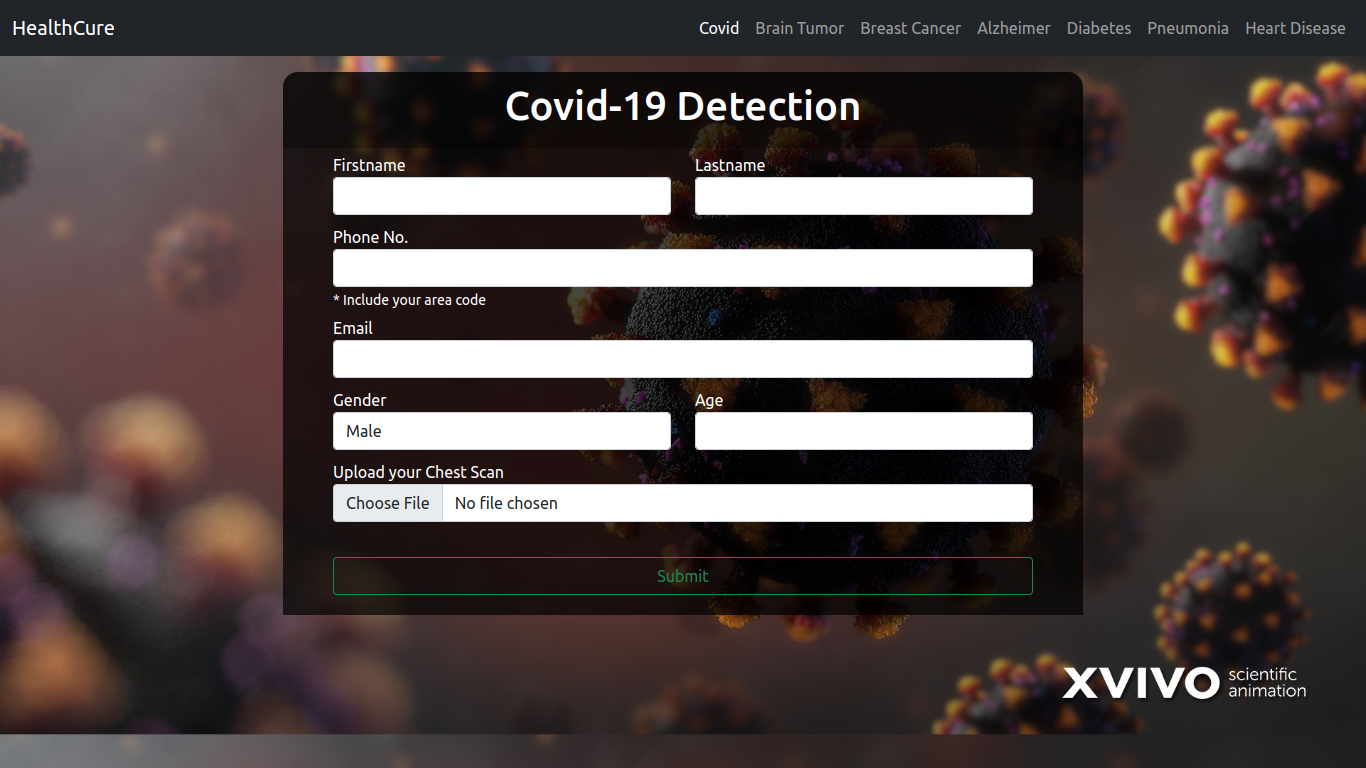 HealthCure Covid Brain Tumor Breast Cancer Alzheimer Diabetes Pneumonia Heart Disease
Covid-19 Detection
Firstname Lastname
Phone No.
* Include your area code
Email
Gender Age
Male
Upload your Chest Scan
Choose File No file chosen
Submit
XVIVO scientific
animation